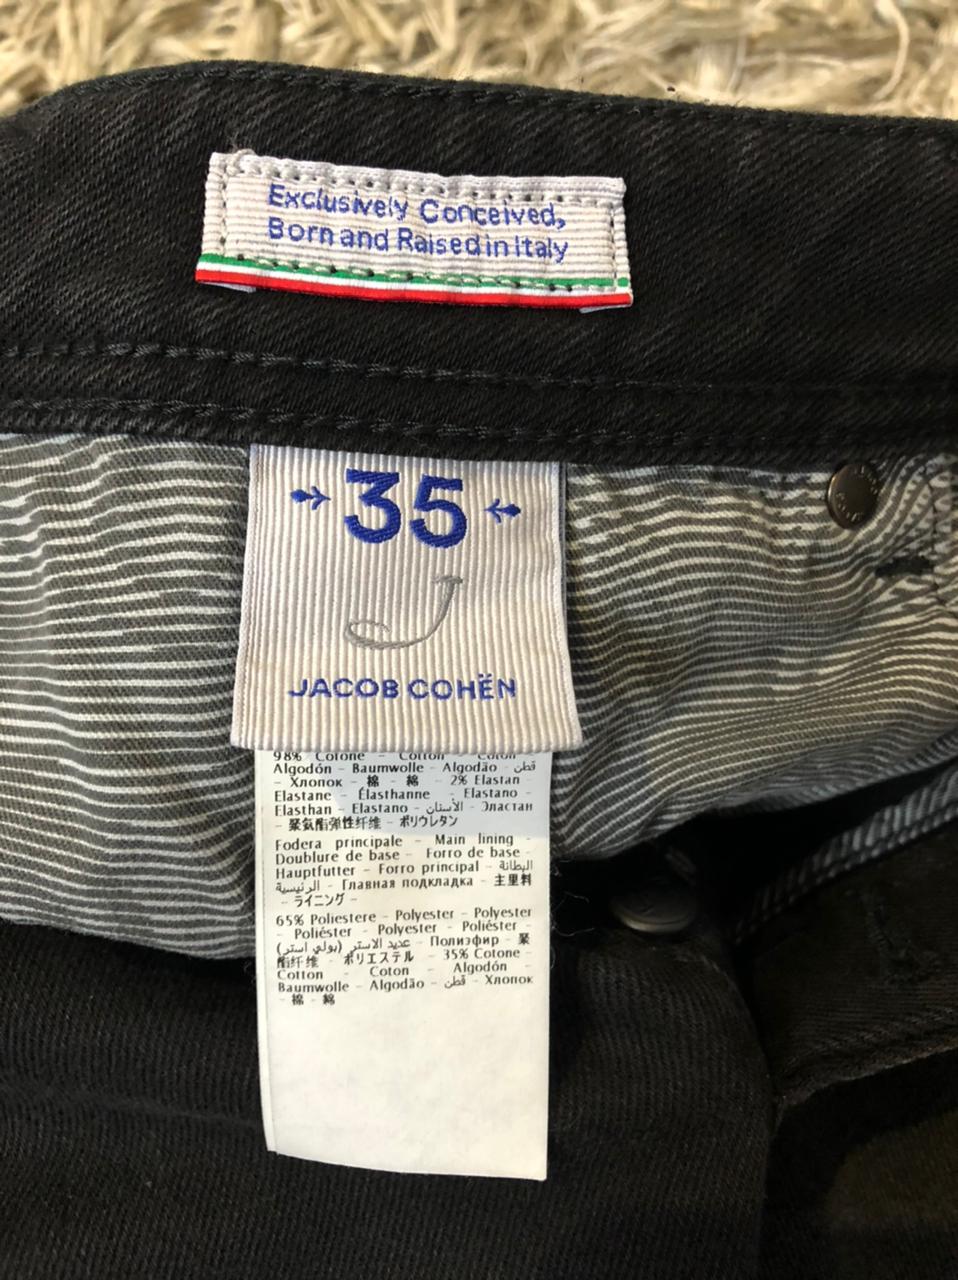 Exclusively Conceived,
Born and Raised in Italy
35
J
JACOB COHËN
98% Cotone - Cotton - Coton -
Algodón - Baumwolle - Algodão - قطن
- Хлопок - 棉 - 綿 - 2% Elastan -
Elastane - Élasthanne - Elastano -
Elasthan - Elastano - الأستان - Эластан
- 聚氨酯弹性纤维 - ポリウレタン
Fodera principale - Main lining -
Doublure de base - Forro de base -
Hauptfutter - Forro principal - البطانة
الرئيسية - Главная подкладка - 主里料
- ライニング -
65% Poliestere - Polyester - Polyester
- Poliéster - Polyester - Poliéster -
عديد الاستر (بولي استر) - Полиэфир - 聚
酯纤维 - ポリエステル - 35% Cotone -
Cotton - Coton - Algodón -
Baumwolle - Algodão - قطن - Хлопок
- 棉 - 綿